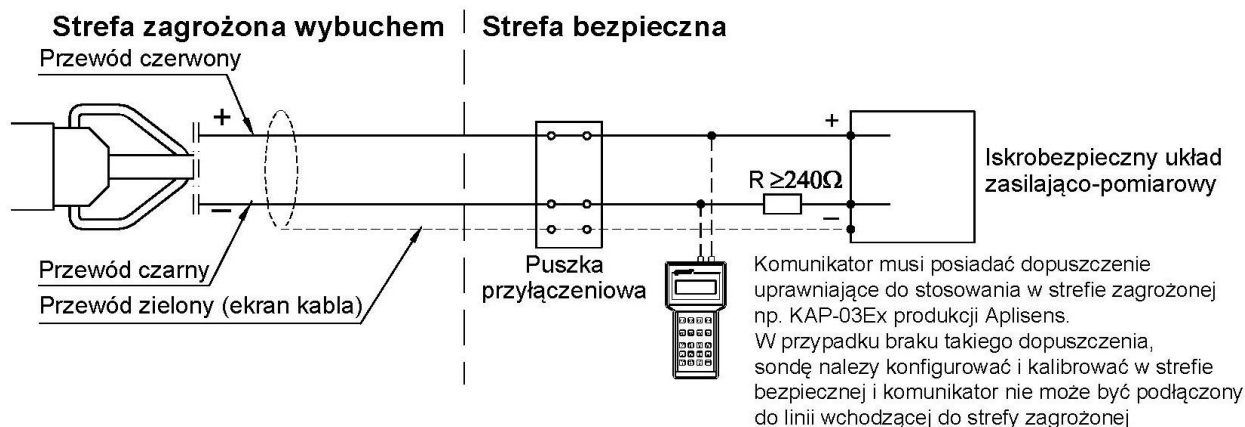 Strefa zagrożona wybuchem
Strefa bezpieczna
Przewód czerwony
+
+
R ≥240Ω
Iskrobezpieczny układ
zasilająco-pomiarowy
–
–
Przewód czarny
Przewód zielony (ekran kabla)
Puszka
przyłączeniowa
Komunikator musi posiadać dopuszczenie
uprawniające do stosowania w strefie zagrożonej
np. KAP-03Ex produkcji Aplisens.
W przypadku braku takiego dopuszczenia,
sondę nalezy konfigurować i kalibrować w strefie
bezpiecznej i komunikator nie może być podłączony
do linii wchodzącej do strefy zagrożonej